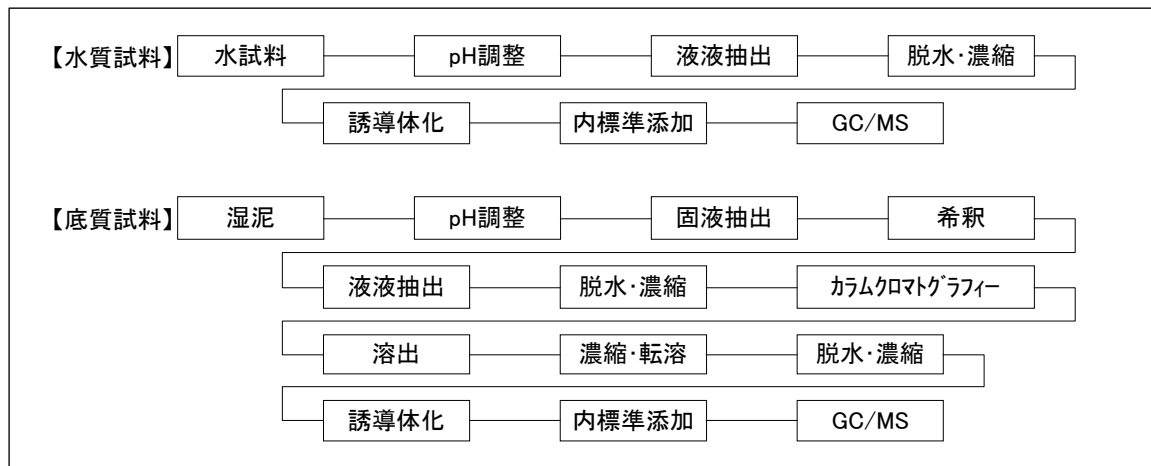 【水質試料】 水試料 pH調整 液液抽出 脱水･濃縮
誘導体化 内標準添加 GC/MS
【底質試料】 湿泥 pH調整 固液抽出 希釈
液液抽出 脱水･濃縮 ｶﾗﾑｸﾛﾏﾄｸﾞﾗﾌィー
溶出 濃縮･転溶 脱水･濃縮
誘導体化 内標準添加 GC/MS